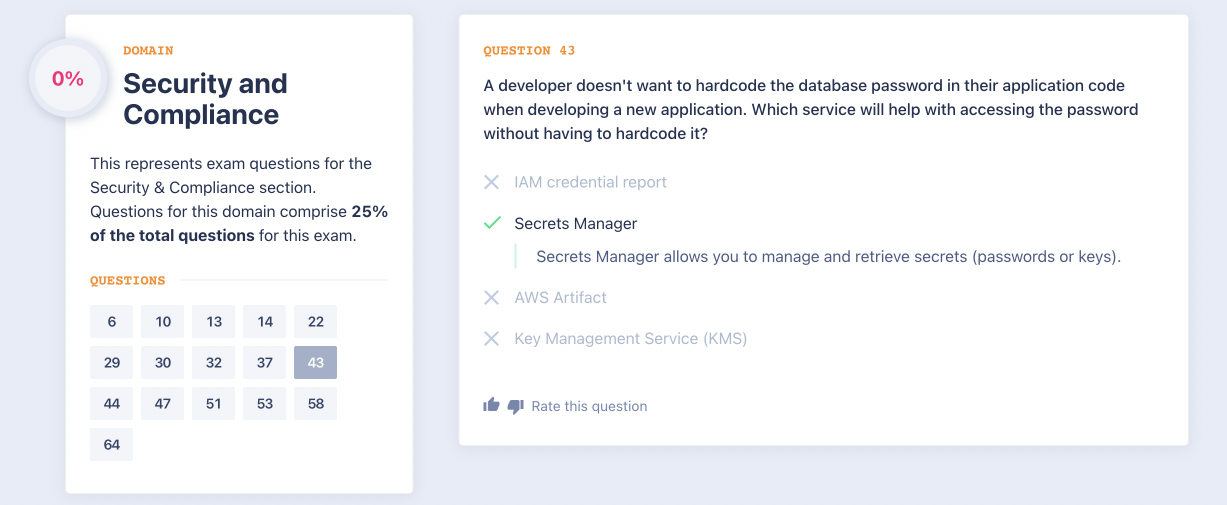 0%
DOMAIN
Security and
Compliance
This represents exam questions for the
Security & Compliance section.
Questions for this domain comprise 25%
of the total questions for this exam.
QUESTIONS
6 10 13 14 22
29 30 32 37 43
44 47 51 53 58
64
QUESTION 43
A developer doesn't want to hardcode the database password in their application code
when developing a new application. Which service will help with accessing the password
without having to hardcode it?
IAM credential report
Secrets Manager
Secrets Manager allows you to manage and retrieve secrets (passwords or keys).
AWS Artifact
Key Management Service (KMS)
Rate this question